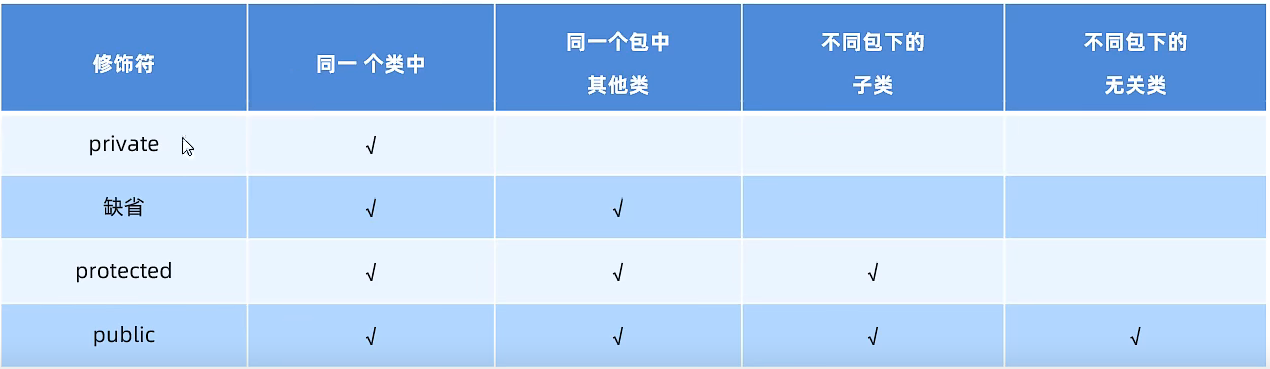 修饰符 同一 个类中 同一个包中其他类 不同包下的子类 不同包下的无关类
private √
缺省 √ √
protected √ √ √
public √ √ √ √